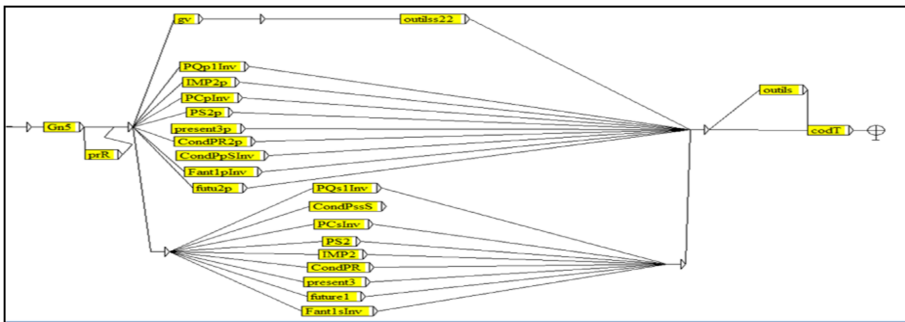 gv
outilss22
PQp1Inv
IMP2p
PCpInv
PS2p
present3p
CondPR2p
CondPpSInv
Fant1pInv
futu2p
Gn5
prR
outils
codT
PQs1Inv
CondPssS
PCsInv
PS2
IMP2
CondPR
present3
future1
Fant1sInv